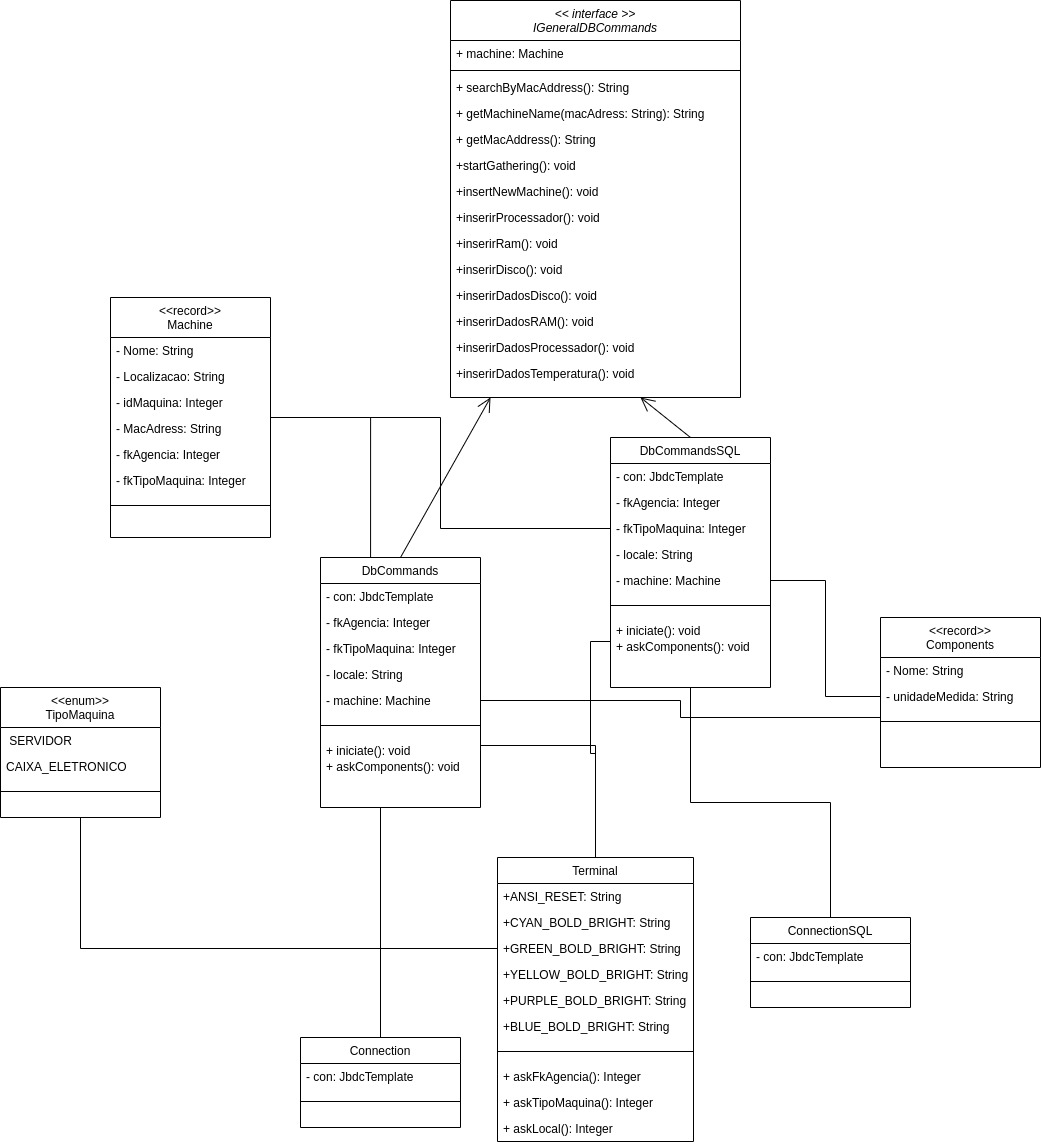 << interface >>
IGeneralDBCommands
+ machine: Machine
+ searchByMacAddress(): String
+ getMachineName(macAdress: String): String
+ getMacAddress(): String
+startGathering(): void
+insertNewMachine(): void
+inserirProcessador(): void
+inserirRam(): void
+inserirDisco(): void
+inserirDadosDisco(): void
+inserirDadosRAM(): void
+inserirDadosProcessador(): void
+inserirDadosTemperatura(): void
<<record>>
Machine
- Nome: String
- Localizacao: String
- idMaquina: Integer
- MacAdress: String
- fkAgencia: Integer
- fkTipoMaquina: Integer
DbCommandsSQL
- con: JbdcTemplate
- fkAgencia: Integer
- fkTipoMaquina: Integer
- locale: String
- machine: Machine
+ iniciate(): void
+ askComponents(): void
DbCommands
- con: JbdcTemplate
- fkAgencia: Integer
- fkTipoMaquina: Integer
- locale: String
- machine: Machine
+ iniciate(): void
+ askComponents(): void
<<record>>
Components
- Nome: String
- unidadeMedida: String
<<enum>>
TipoMaquina
SERVIDOR
CAIXA_ELETRONICO
Terminal
+ANSI_RESET: String
+CYAN_BOLD_BRIGHT: String
+GREEN_BOLD_BRIGHT: String
+YELLOW_BOLD_BRIGHT: String
+PURPLE_BOLD_BRIGHT: String
+BLUE_BOLD_BRIGHT: String
+ askFkAgencia(): Integer
+ askTipoMaquina(): Integer
+ askLocal(): Integer
ConnectionSQL
- con: JbdcTemplate
Connection
- con: JbdcTemplate